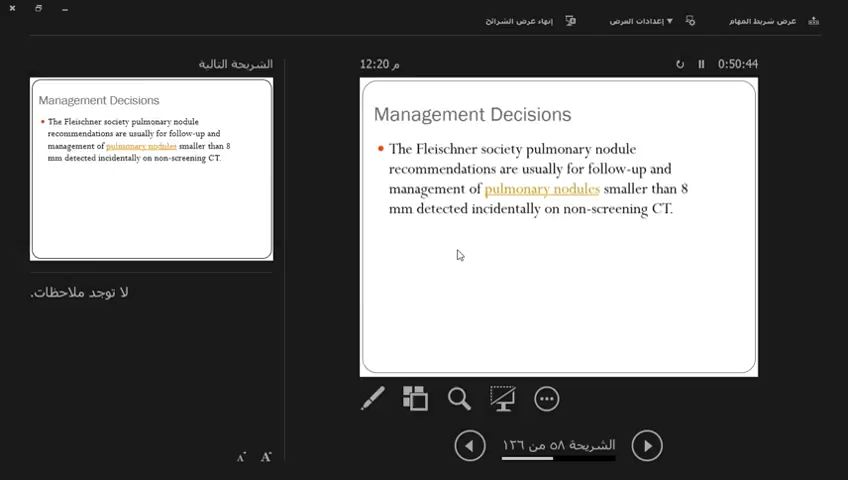 عرض شريط المهام
إعدادات العرض ▼
إنهاء عرض الشرائح
0:50:44
12:20 م
الشريحة التالية
Management Decisions
• The Fleischner society pulmonary nodule
recommendations are usually for follow-up and
management of pulmonary nodules smaller than 8
mm detected incidentally on non-screening CT.
Management Decisions
• The Fleischner society pulmonary nodule
recommendations are usually for follow-up and
management of pulmonary nodules smaller than 8
mm detected incidentally on non-screening CT.
لا توجد ملاحظات.
الشريحة ٥٨ من ١٣٦
A A